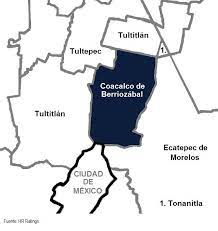 Tultitlán
Tultepec
1.
Coacalco de
Berriozábal
Tultitlán
Ecatepec de
Morelos
CIUDAD
DE
MÉXICO
1. Tonanitla
Fuente: HR Ratings